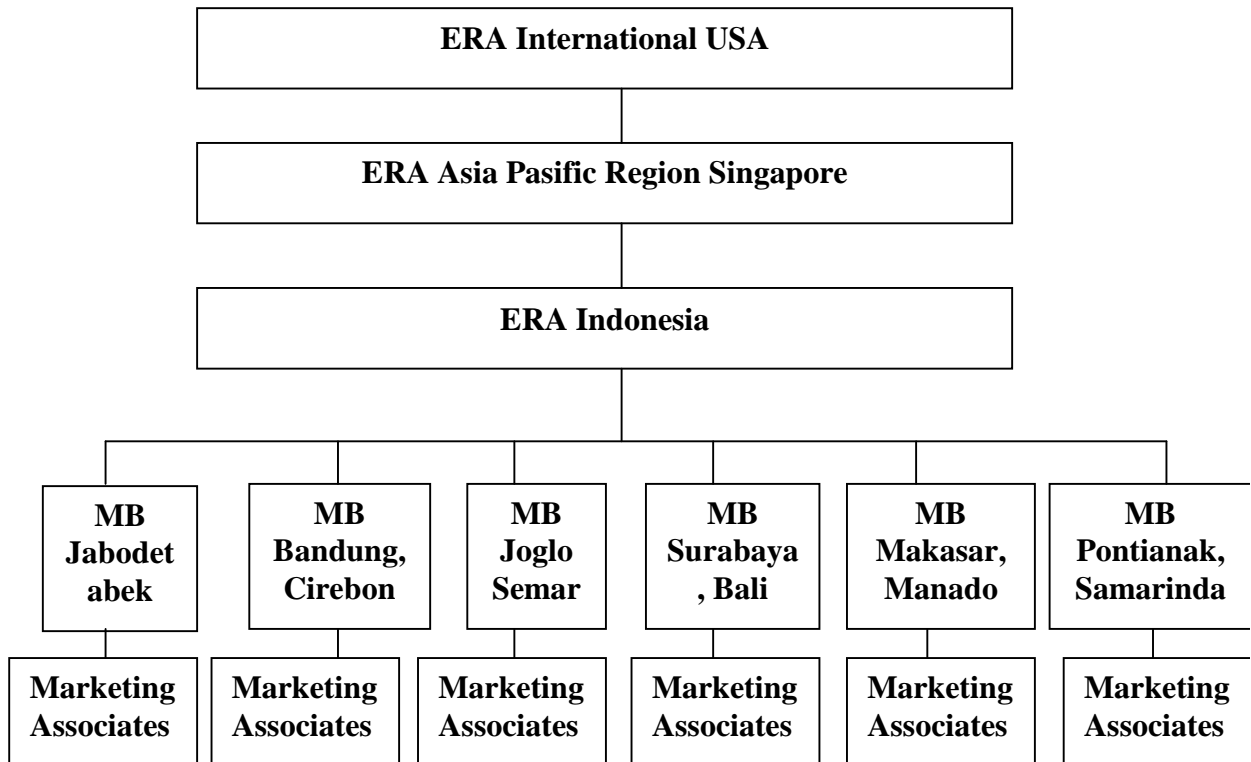 ERA International USA
ERA Asia Pasific Region Singapore
ERA Indonesia
MB
Jabodet
abek
MB
Bandung,
Cirebon
MB
Joglo
Semar
MB
Surabaya
, Bali
MB
Makasar,
Manado
MB
Pontianak,
Samarinda
Marketing
Associates
Marketing
Associates
Marketing
Associates
Marketing
Associates
Marketing
Associates
Marketing
Associates